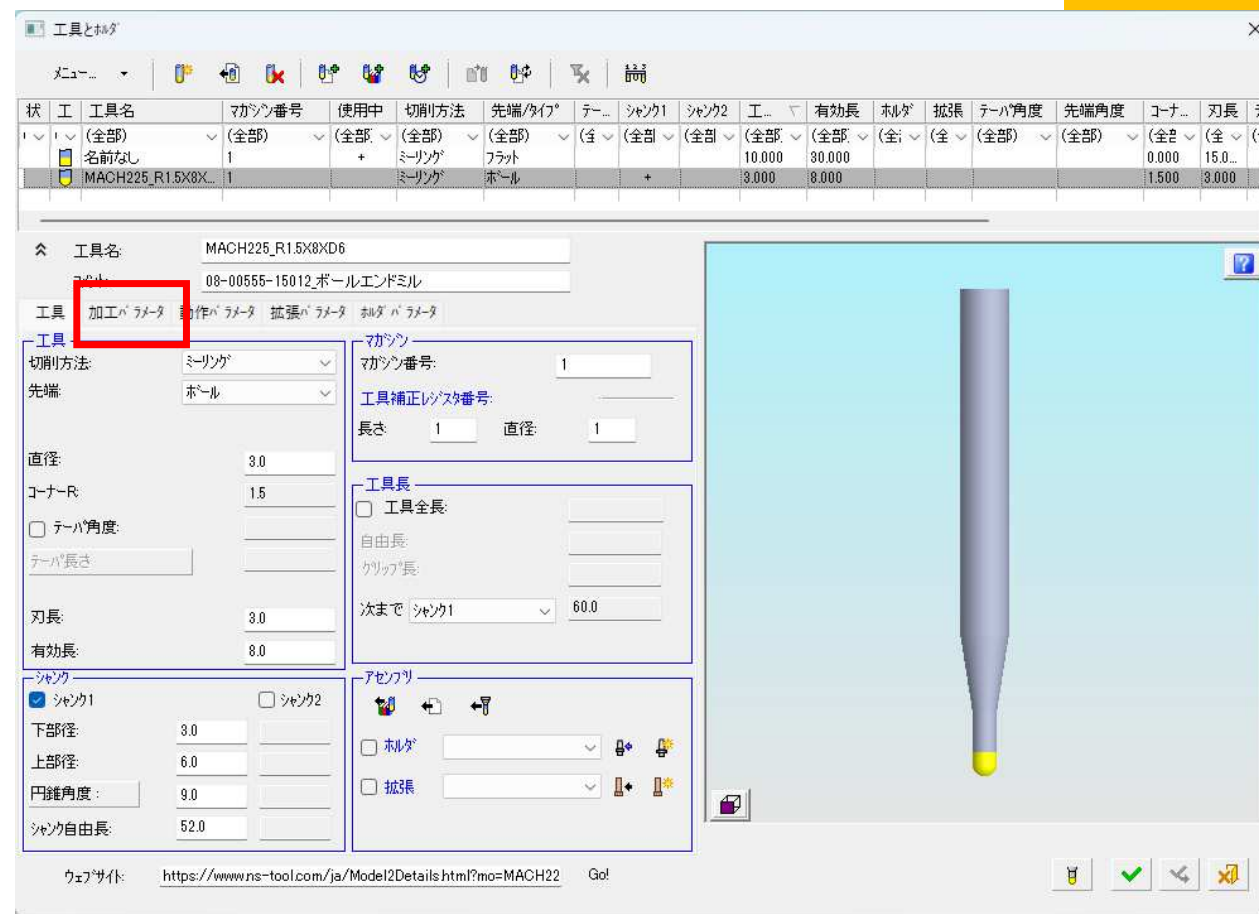 工具とホルダ
メニュー...
状 工 工具名 マガジン番号 使用中 切削方法 先端/タイプ テー... シャンク1 シャンク2 工... 有効長 ホルダ 拡張 テーパ角度 先端角度 コーナ... 刃長
(全部) (全部) (全部 (全部) (全部) (全 (全部 (全部 (全部 (全部 (全 (全 (全部) (全部) (全 (全
名前なし 1 + ミーリング フラット 10.000 30.000 0.000 15.0...
MACH225_R1.5X8X... 1 ミーリング ボール + 3.000 8.000 1.500 3.000
工具名: MACH225_R1.5X8XD6
08-00555-15012_ボールエンドミル
工具 加工パラメータ 動作パラメータ 拡張パラメータ ホルダパラメータ
工具
切削方法: ミーリング
先端: ボール
直径: 3.0
コーナーR: 1.5
テーパ角度:
テーパ長さ
刃長: 3.0
有効長: 8.0
シャンク
シャンク1 シャンク2
下部径: 3.0
上部径: 6.0
円錐角度: 9.0
シャンク自由長: 52.0
マガジン
マガジン番号: 1
工具補正レジスタ番号:
長さ: 1 直径: 1
工具長
工具全長:
自由長:
クリップ長:
次まで シャンク1 60.0
アセンブリ
ホルダ
拡張
ウェブサイト: https://www.ns-tool.com/ja/Model2Details.html?mo=MACH22 Go!